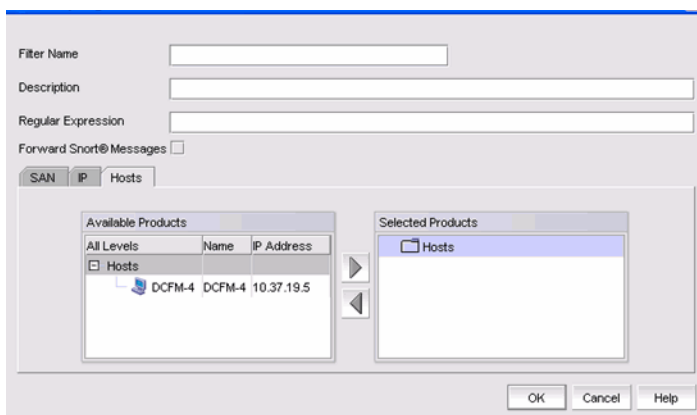 Filter Name
Description
Regular Expression
Forward Snort® Messages
SAN IP Hosts
Available Products
All Levels Name IP Address
Hosts
DCFM-4 DCFM-4 10.37.19.5
Selected Products
Hosts
OK Cancel Help